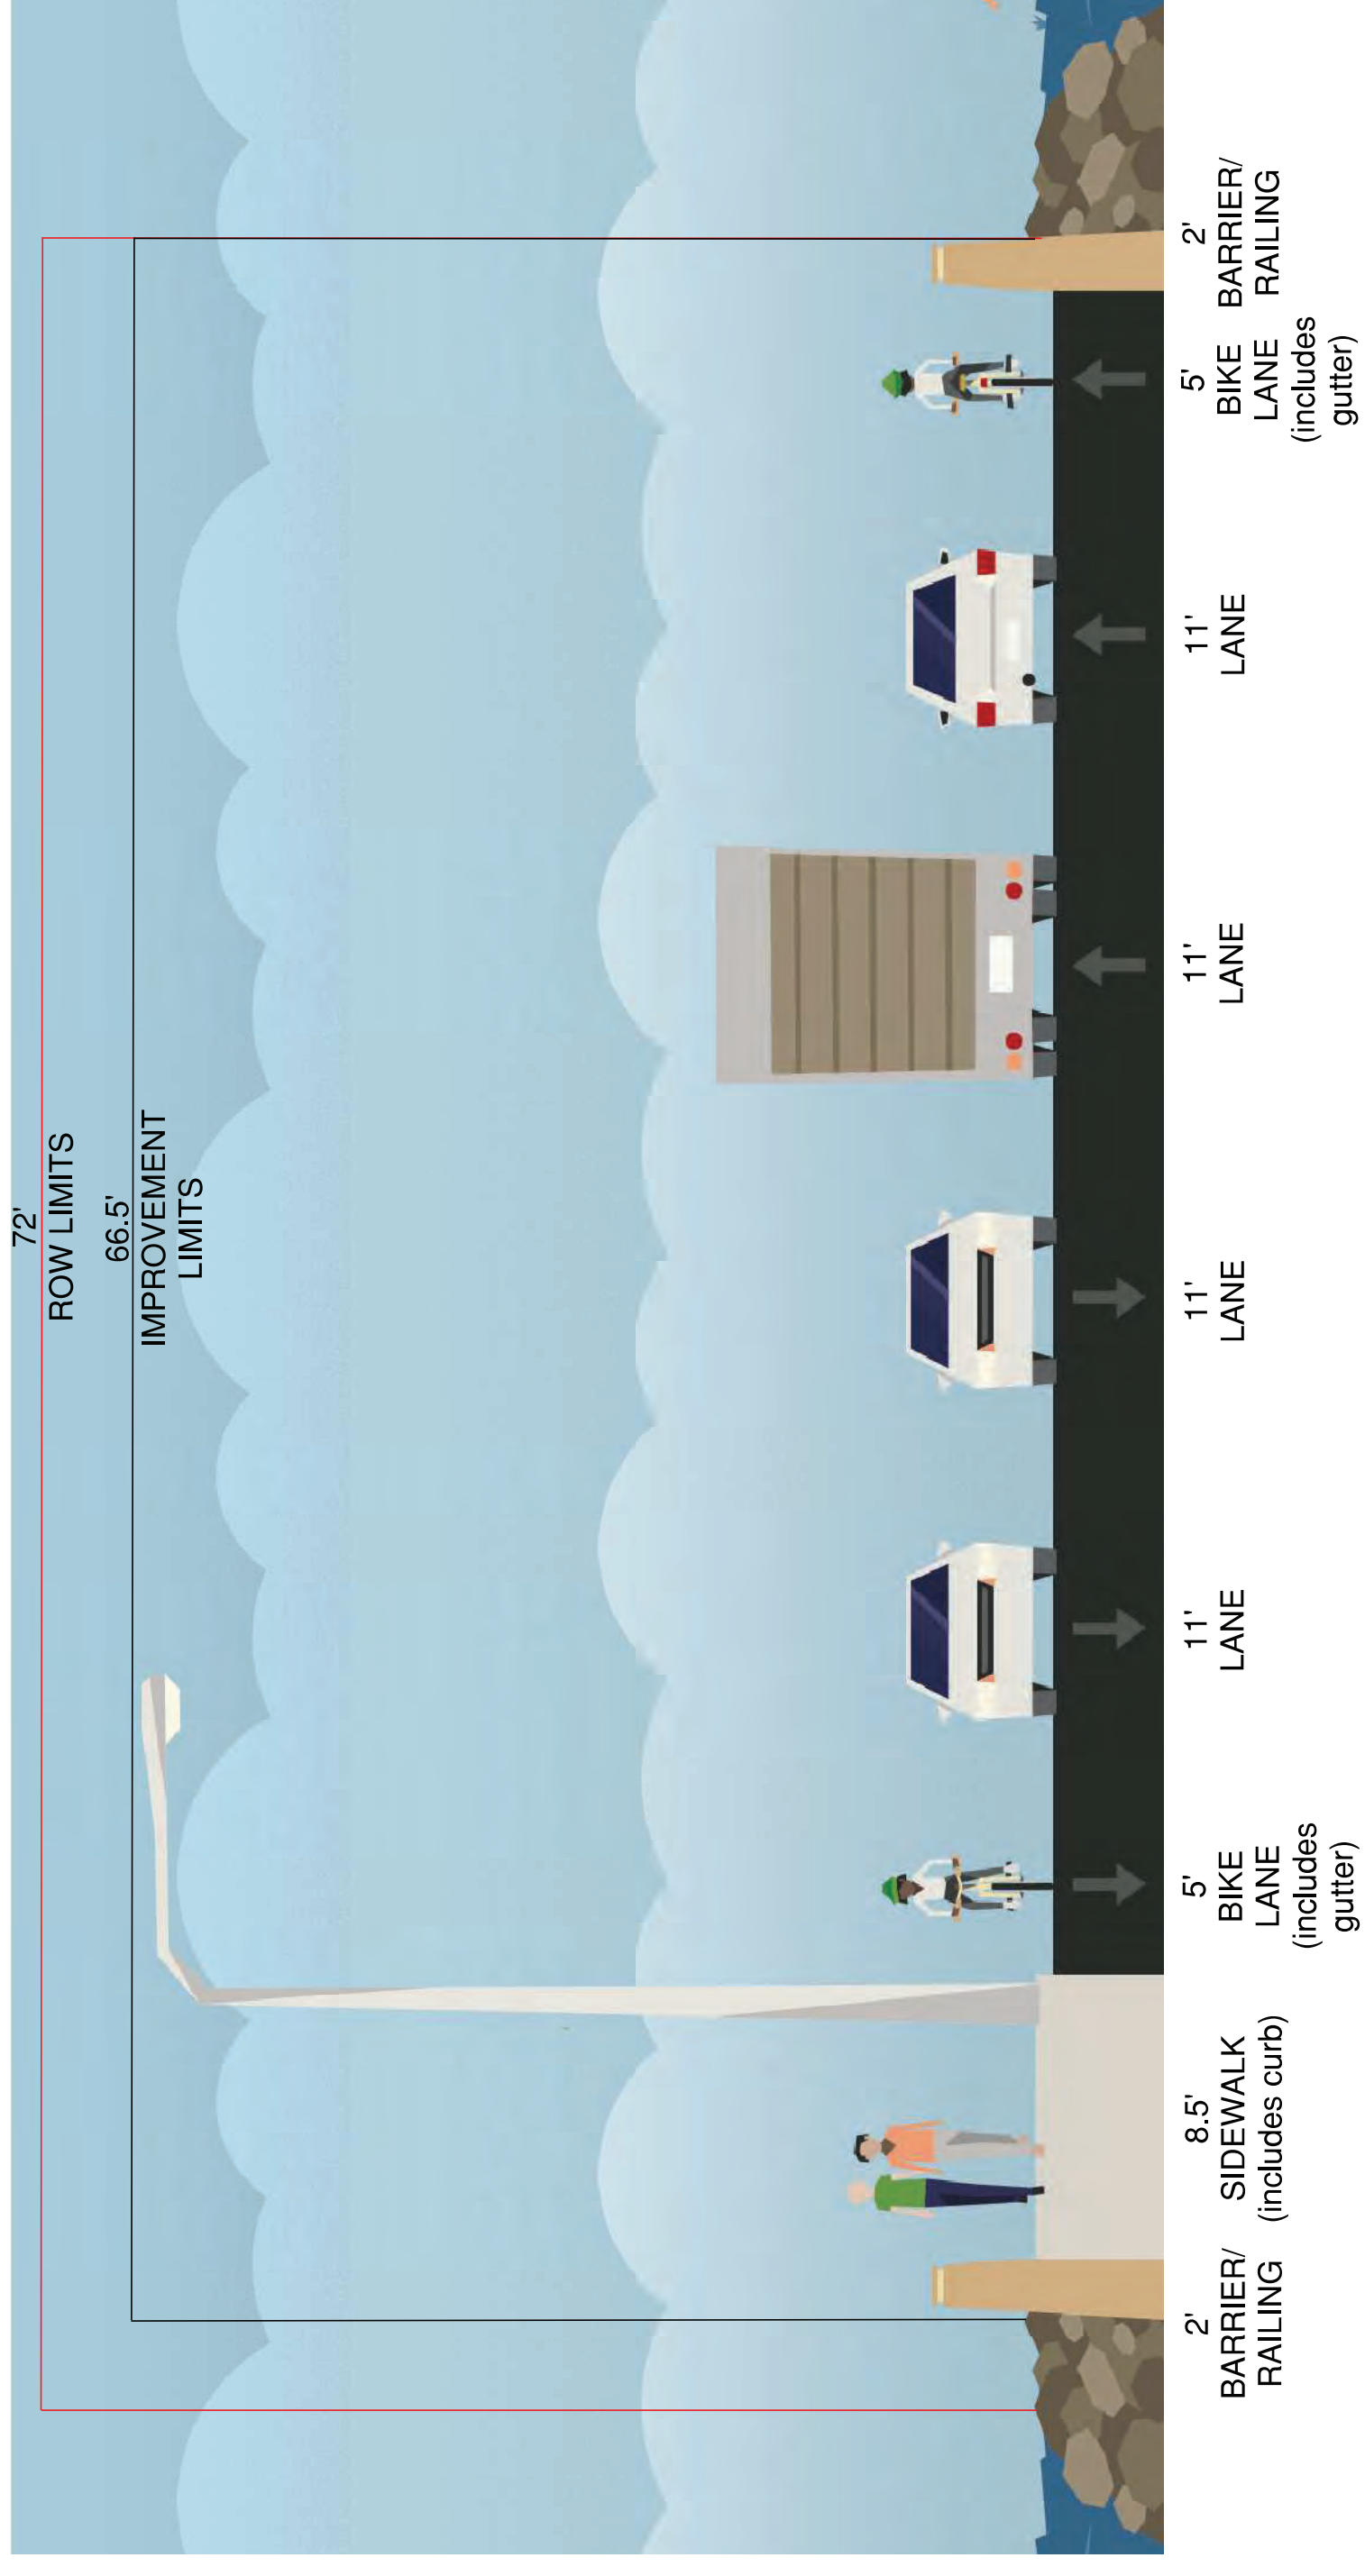 72'
ROW LIMITS
66.5'
IMPROVEMENT
LIMITS
2'
BARRIER/
RAILING
8.5'
SIDEWALK
(includes curb)
5'
BIKE
LANE
(includes
gutter)
11'
LANE
11'
LANE
11'
LANE
11'
LANE
5'
BIKE
LANE
(includes
gutter)
2'
BARRIER/
RAILING